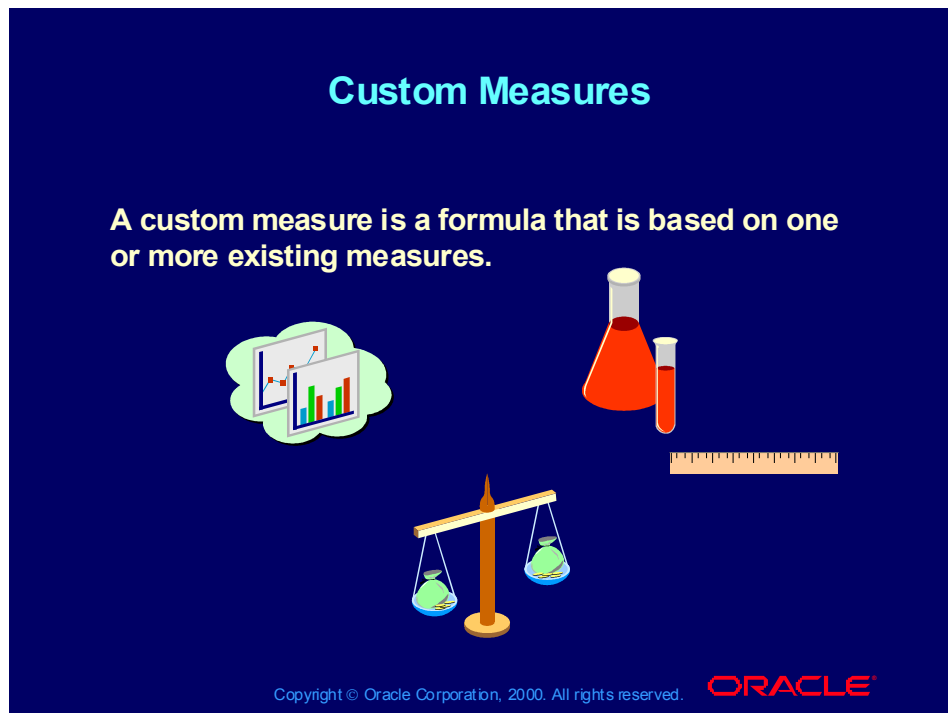 Custom Measures
A custom measure is a formula that is based on one
or more existing measures.
Copyright © Oracle Corporation, 2000. All rights reserved.
ORACLE®